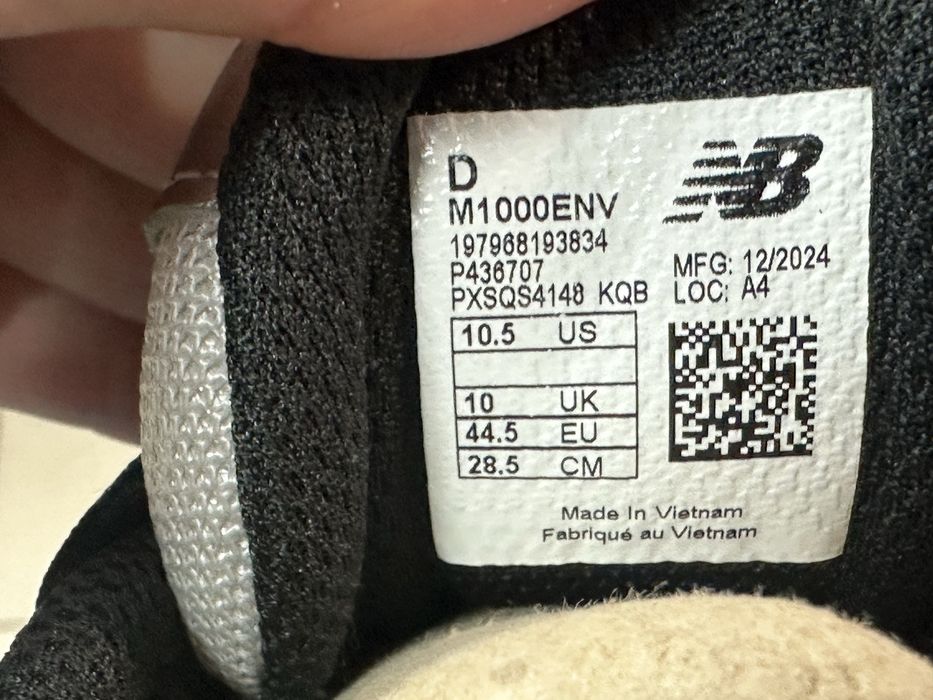 D
M1000ENV
197968193834
P436707
PXSQS4148 KQB
NB
MFG: 12/2024
LOC: A4
10.5 US
10 UK
44.5 EU
28.5 CM
Made In Vietnam
Fabriqué au Vietnam